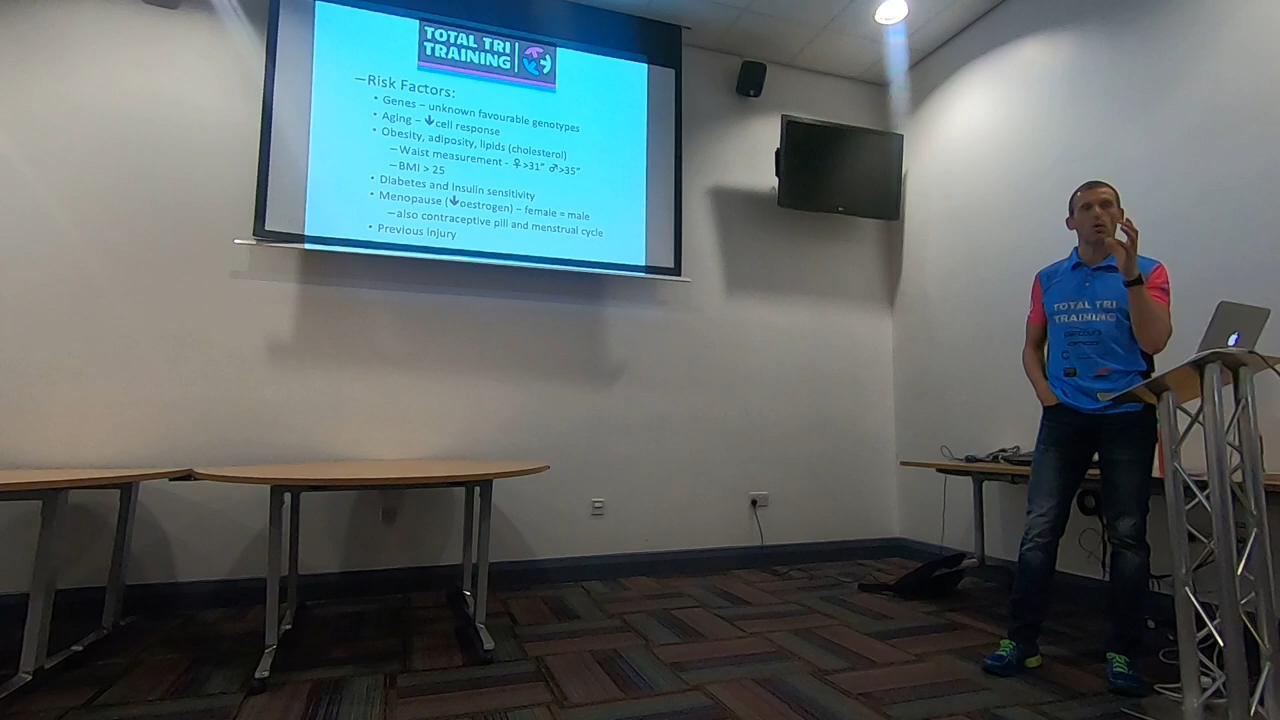 TOTAL TRI
TRAINING
–Risk Factors:
• Genes – unknown favourable genotypes
• Aging – ↓cell response
• Obesity, adiposity, lipids (cholesterol)
–Waist measurement - ♀>31” ♂>35”
–BMI > 25
• Diabetes and Insulin sensitivity
• Menopause (↓oestrogen) – female = male
–also contraceptive pill and menstrual cycle
• Previous Injury
TOTAL TRI
TRAINING
parcours